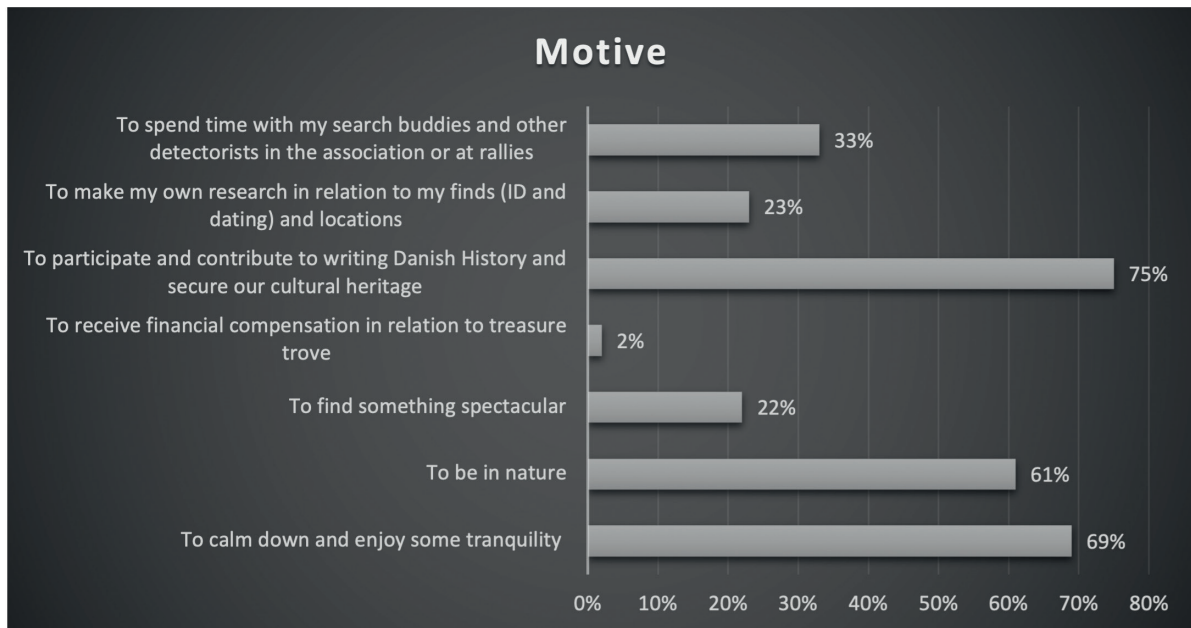 Motive
To spend time with my search buddies and other
detectorists in the association or at rallies
33%
To make my own research in relation to my finds (ID and
dating) and locations
23%
To participate and contribute to writing Danish History and
secure our cultural heritage
75%
To receive financial compensation in relation to treasure
trove
2%
To find something spectacular
22%
To be in nature
61%
To calm down and enjoy some tranquility
69%
0% 10% 20% 30% 40% 50% 60% 70% 80%